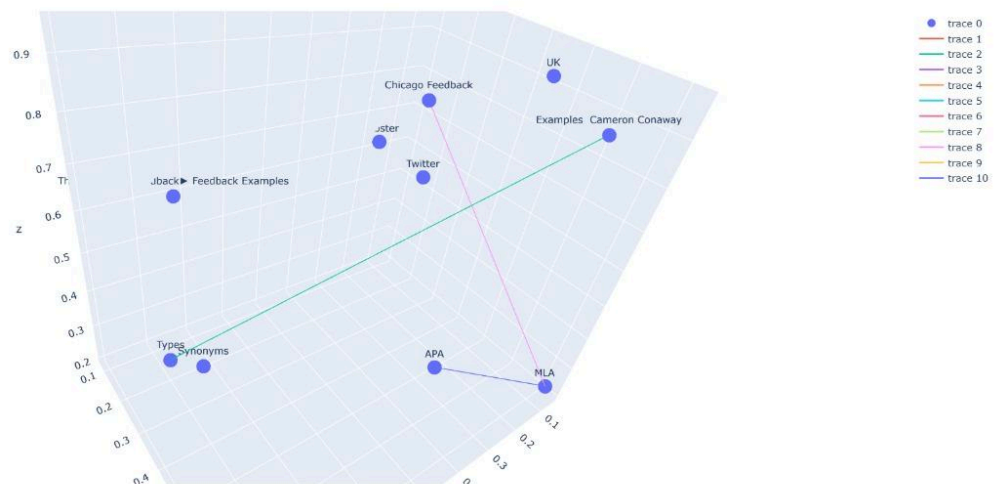 trace 0
trace 1
trace 2
trace 3
trace 4
trace 5
trace 6
trace 7
trace 8
trace 9
trace 10
0.9
0.8
0.7
0.6
0.5
0.4
0.3
0.2
z
UK
Chicago Feedback
Examples Cameron Conaway
Twitter
Feedback Examples
Types
Synonyms
APA
MLA
0.1
0.2
0.3
0.4
0.1
0.2
0.3